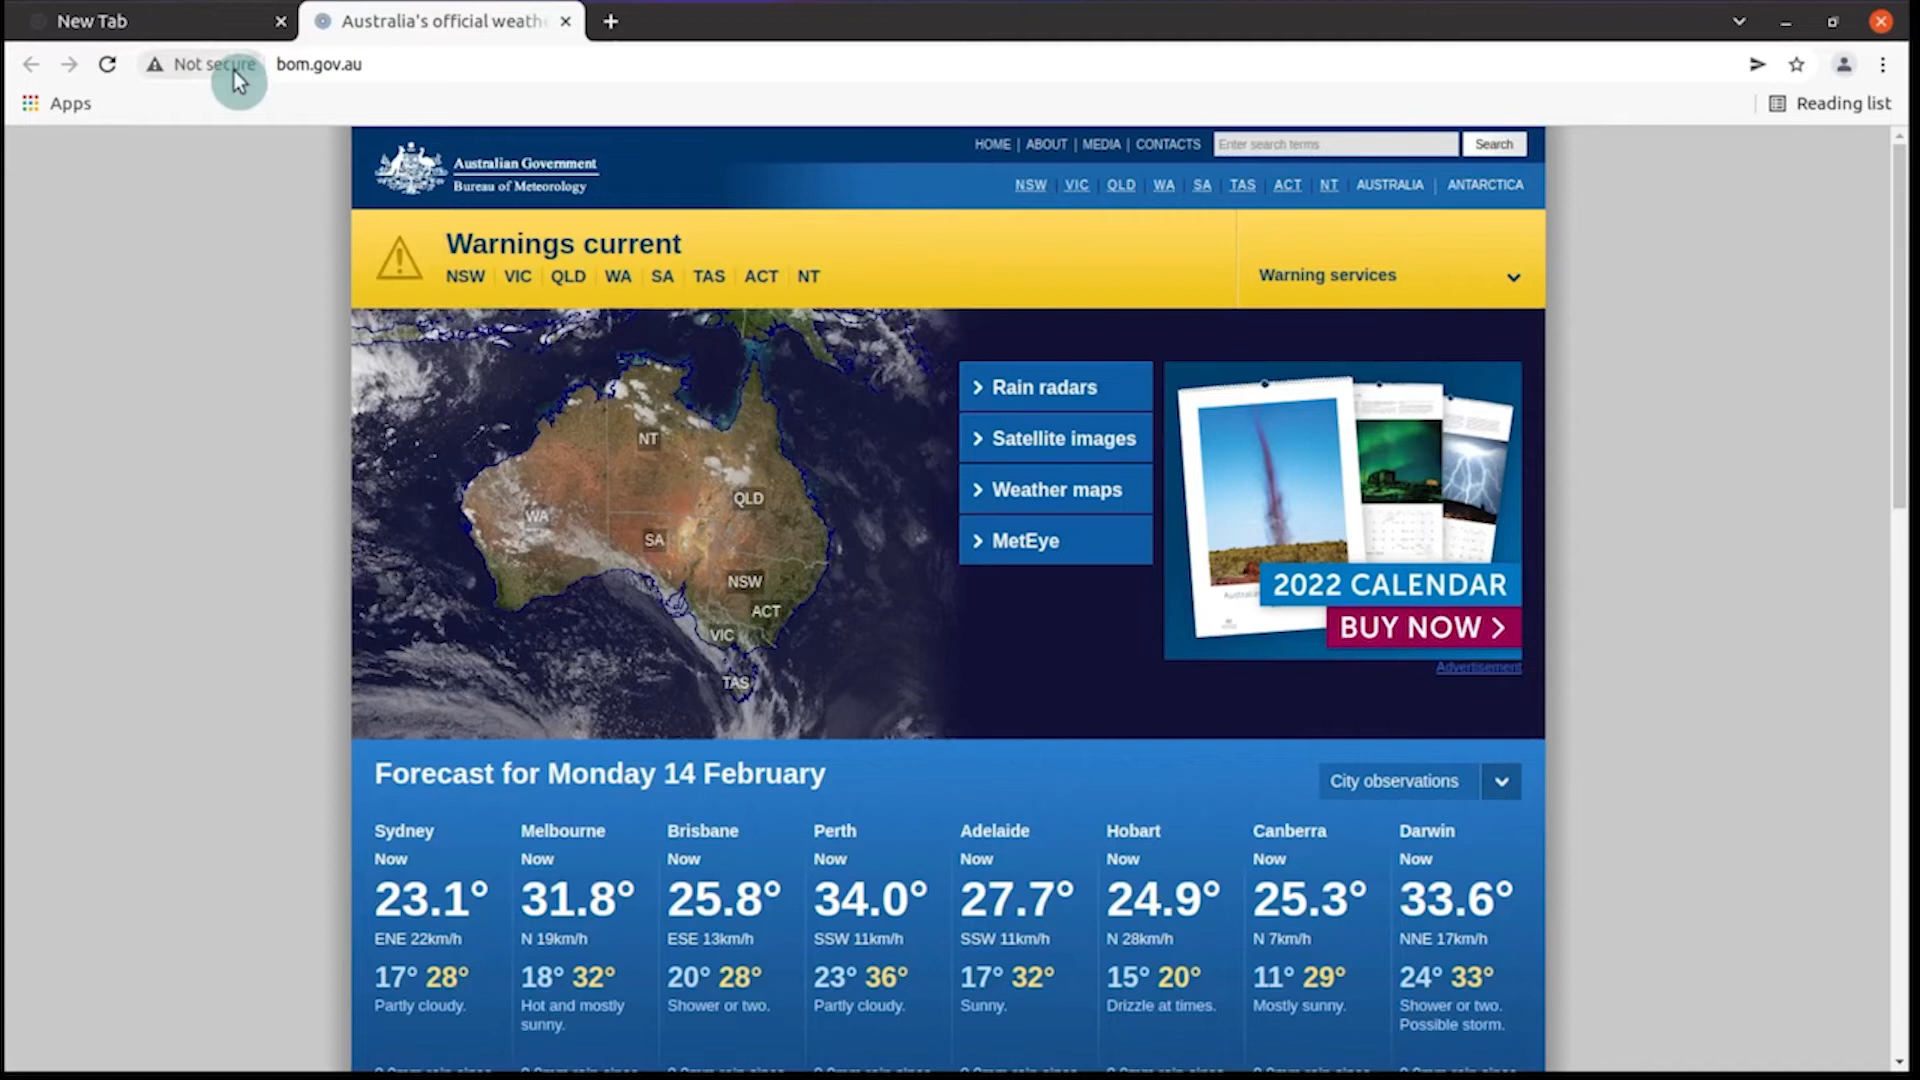 New Tab
Australia's official weath
Not secure
bom.gov.au
Apps
Reading list
Australian Government
Bureau of Meteorology
HOME | ABOUT | MEDIA | CONTACTS
Enter search terms
Search
NSW VIC QLD WA SA TAS ACT NT AUSTRALIA ANTARCTICA
Warnings current
NSW VIC QLD WA SA TAS ACT NT
Warning services
NT
QLD
WA
SA
NSW
ACT
VIC
TAS
Rain radars
Satellite images
Weather maps
MetEye
2022 CALENDAR
BUY NOW >
Advertisement
Forecast for Monday 14 February
City observations
Sydney
Now
23.1°
ENE 22km/h
17° 28°
Partly cloudy.
Melbourne
Now
31.8°
N 19km/h
18° 32°
Hot and mostly
sunny.
Brisbane
Now
25.8°
ESE 13km/h
20° 28°
Shower or two.
Perth
Now
34.0°
SSW 11km/h
23° 36°
Partly cloudy.
Adelaide
Now
27.7°
SSW 11km/h
17° 32°
Sunny.
Hobart
Now
24.9°
N 28km/h
15° 20°
Drizzle at times.
Canberra
Now
25.3°
N 7km/h
11° 29°
Mostly sunny.
Darwin
Now
33.6°
NNE 17km/h
24° 33°
Shower or two.
Possible storm.